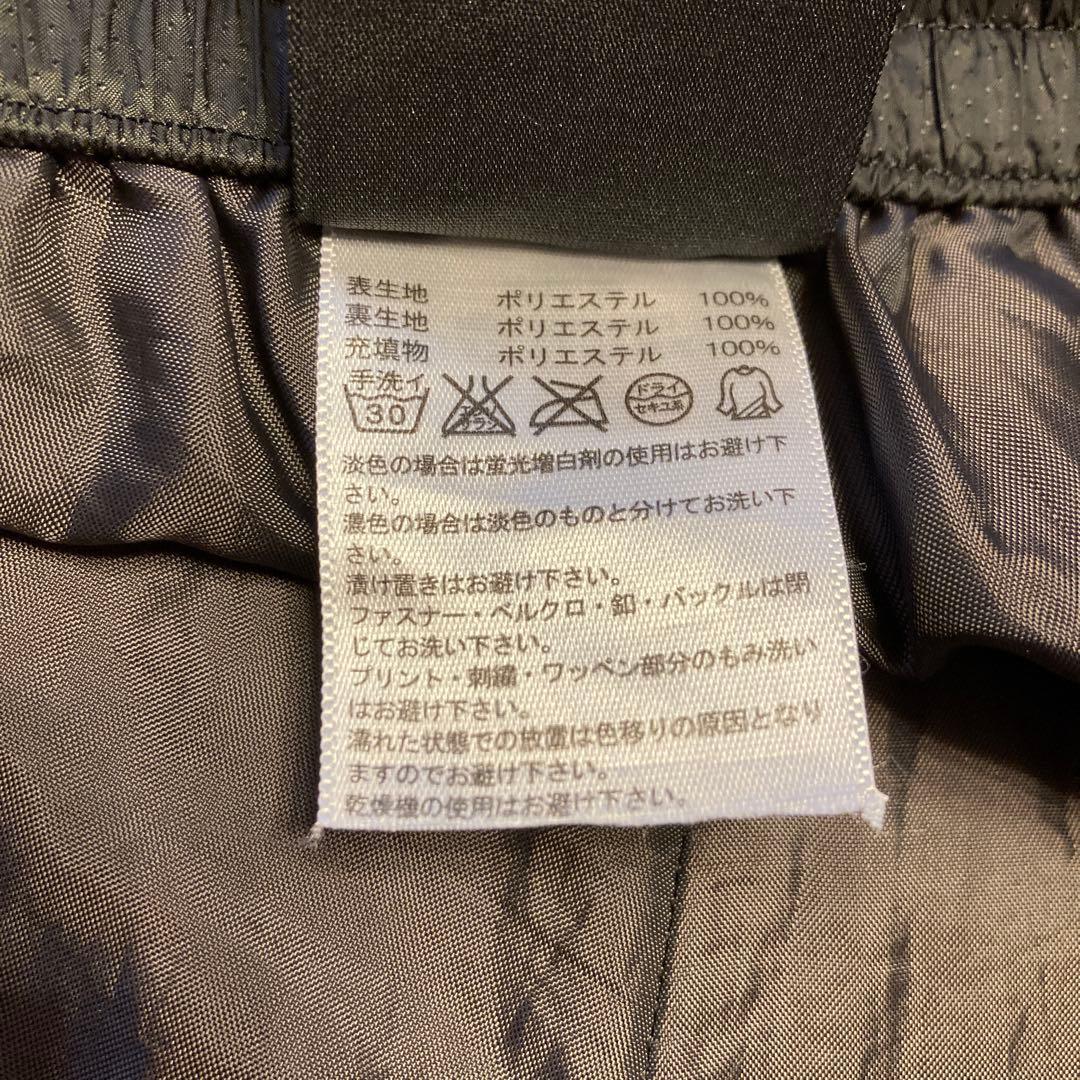 表生地 ポリエステル 100%
裏生地 ポリエステル 100%
充填物 ポリエステル 100%
手洗イ 30 エンソサラシ ドライ セキユ系
淡色の場合は蛍光増白剤の使用はお避け下
さい。
濃色の場合は淡色のものと分けてお洗い下
さい。
漬け置きはお避け下さい。
ファスナー・ベルクロ・釦・バックルは閉
じてお洗い下さい。
プリント・刺繍・ワッペン部分のもみ洗い
はお避け下さい。
濡れた状態での放置は色移りの原因となり
ますのでお避け下さい。
乾燥機の使用はお避け下さい。